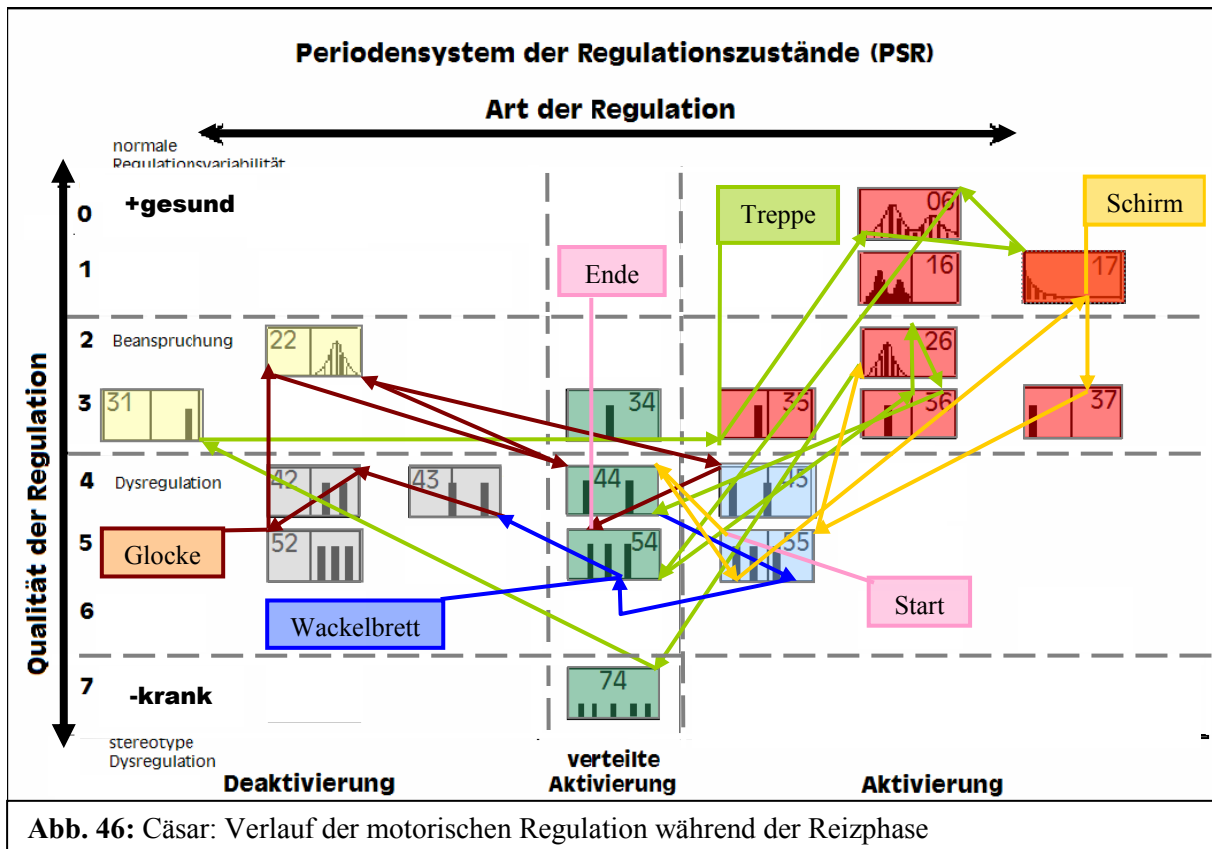 Periodensystem der Regulationszustände (PSR)
Art der Regulation
normale
Regulationsvariabilität
Qualität der Regulation
0
+gesund
Treppe
06
Schirm
1
Ende
16
17
2
Beanspruchung
22
26
3
31
34
35
36
37
4
Dysregulation
42
43
44
45
5
Glocke
52
54
55
6
Wackelbrett
Start
7
-krank
74
stereotype
Dysregulation
Deaktivierung
verteilte
Aktivierung
Aktivierung
Abb. 46: Cäsar: Verlauf der motorischen Regulation während der Reizphase